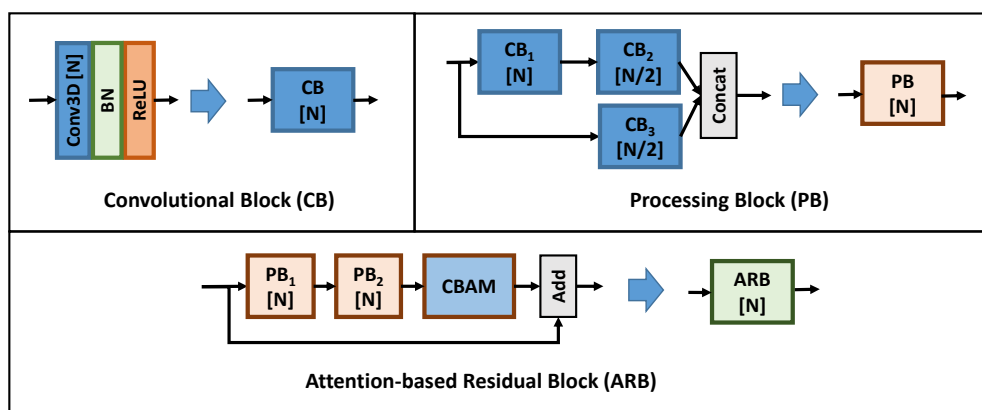 Conv3D [N]
BN
ReLU
CB
[N]
Convolutional Block (CB)
CB1
[N]
CB2
[N/2]
CB3
[N/2]
Concat
PB
[N]
Processing Block (PB)
PB1
[N]
PB2
[N]
CBAM
Add
ARB
[N]
Attention-based Residual Block (ARB)